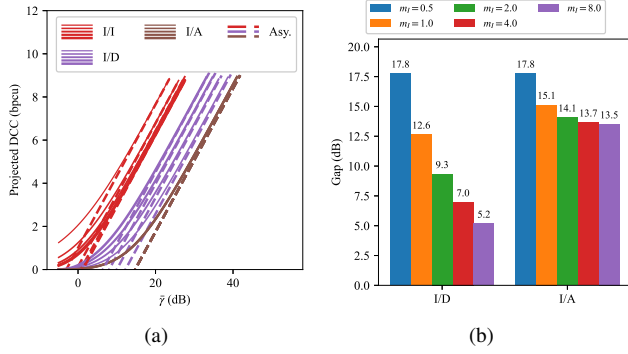 12
10
8
6
4
2
0
Projected DCC (bpcu)
I/I
I/A
Asy.
I/D
0
20
40
γ̄ (dB)
(a)
m_I = 0.5
m_I = 2.0
m_I = 8.0
m_I = 1.0
m_I = 4.0
20.0
17.5
15.0
12.5
10.0
7.5
5.0
2.5
0.0
Gap (dB)
17.8
12.6
9.3
7.0
5.2
17.8
15.1
14.1
13.7
13.5
I/D
I/A
(b)